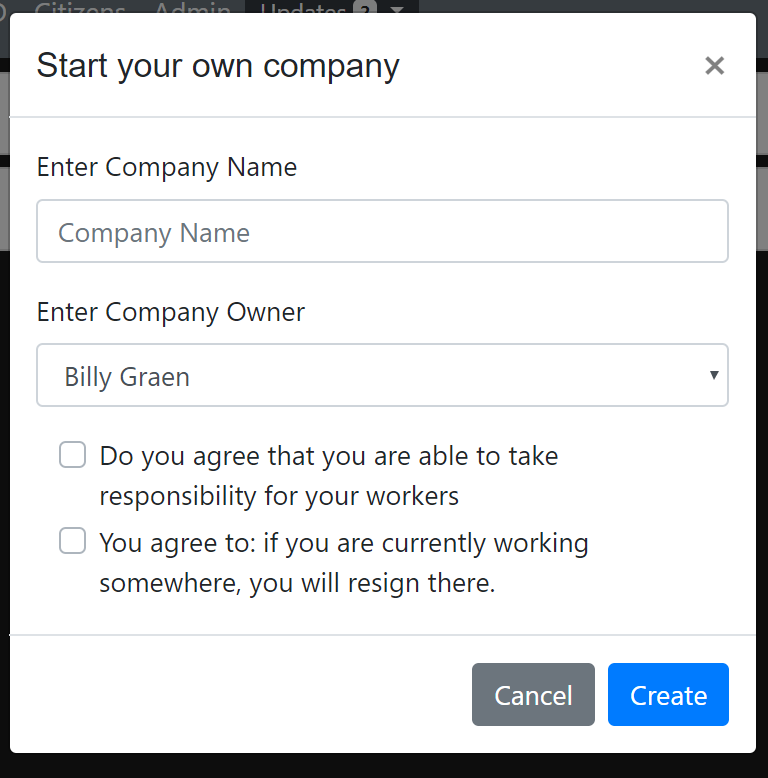 Citizens Admin Updates ?
Start your own company ×
Enter Company Name
Company Name
Enter Company Owner
Billy Graen
Do you agree that you are able to take
responsibility for your workers
You agree to: if you are currently working
somewhere, you will resign there.
Cancel Create